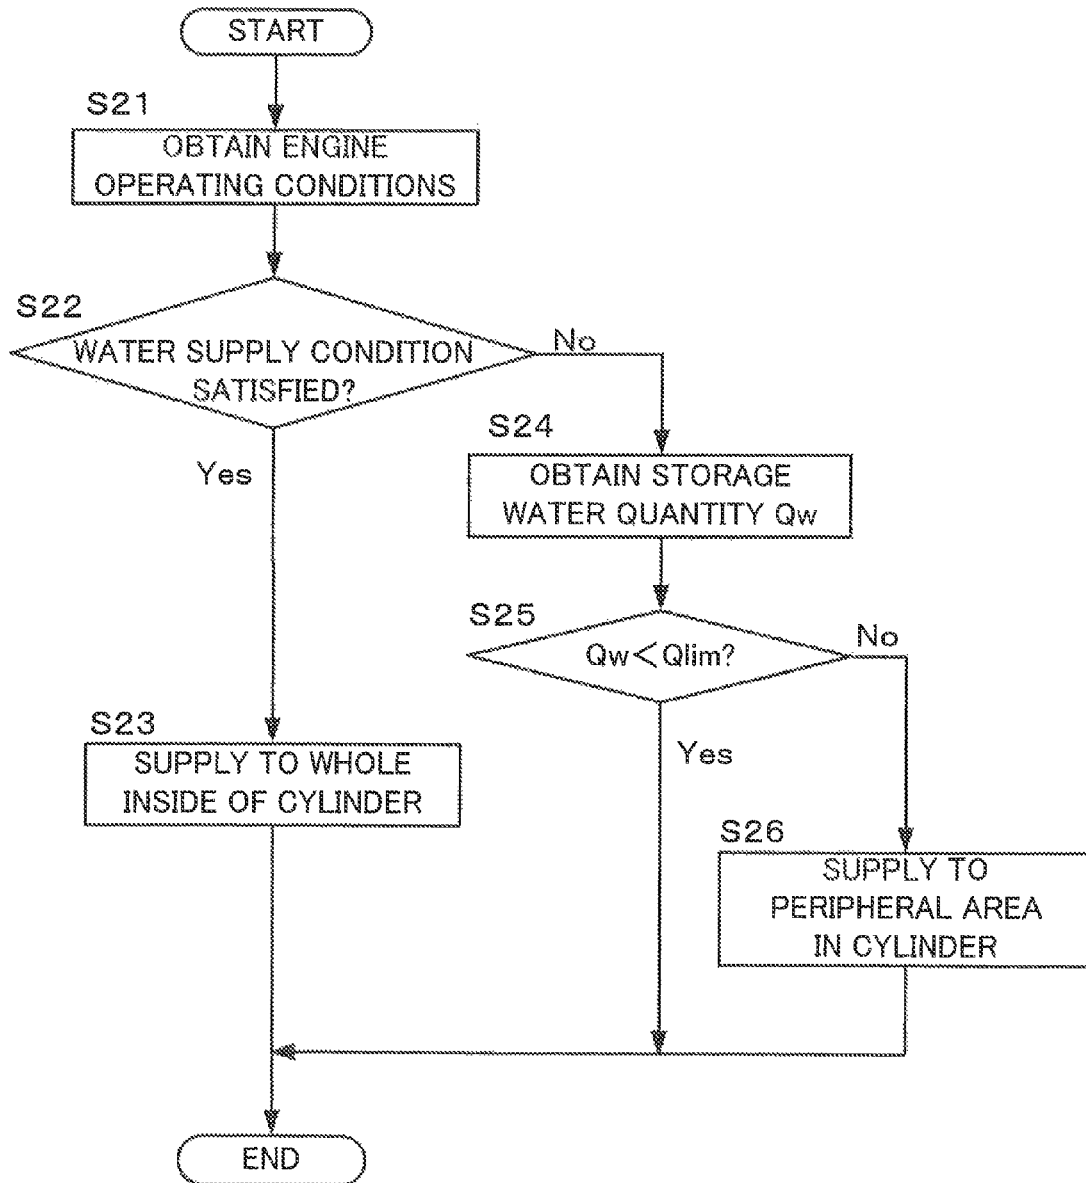 START
S21
OBTAIN ENGINE
OPERATING CONDITIONS
S22
WATER SUPPLY CONDITION
SATISFIED?
No
Yes
S24
OBTAIN STORAGE
WATER QUANTITY Qw
S25
Qw<Qlim?
No
Yes
S23
SUPPLY TO WHOLE
INSIDE OF CYLINDER
S26
SUPPLY TO
PERIPHERAL AREA
IN CYLINDER
END